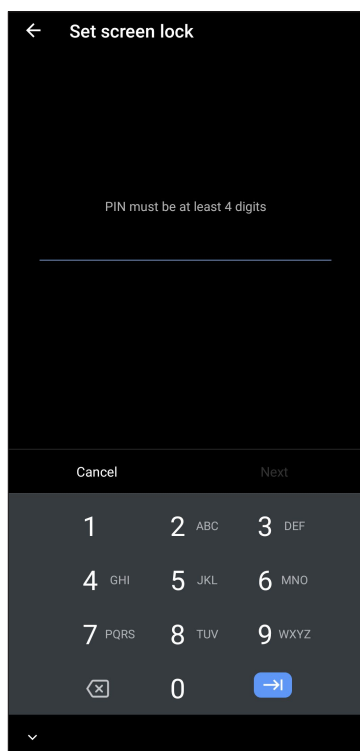 Set screen lock
PIN must be at least 4 digits
Cancel Next
1 2 ABC 3 DEF
4 GHI 5 JKL 6 MNO
7 PQRS 8 TUV 9 WXYZ
0